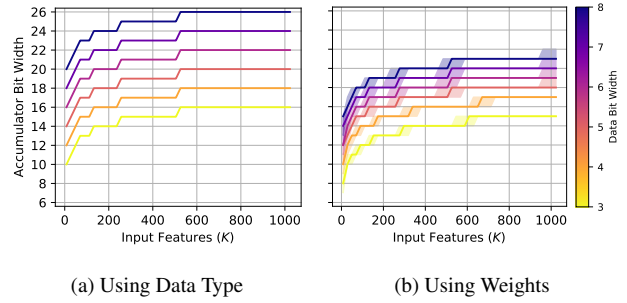 26
24
22
20
18
16
14
12
10
8
6
Accumulator Bit Width
0 200 400 600 800 1000
Input Features (K)
0 200 400 600 800 1000
Input Features (K)
8
7
6
5
4
3
Data Bit Width
(a) Using Data Type
(b) Using Weights